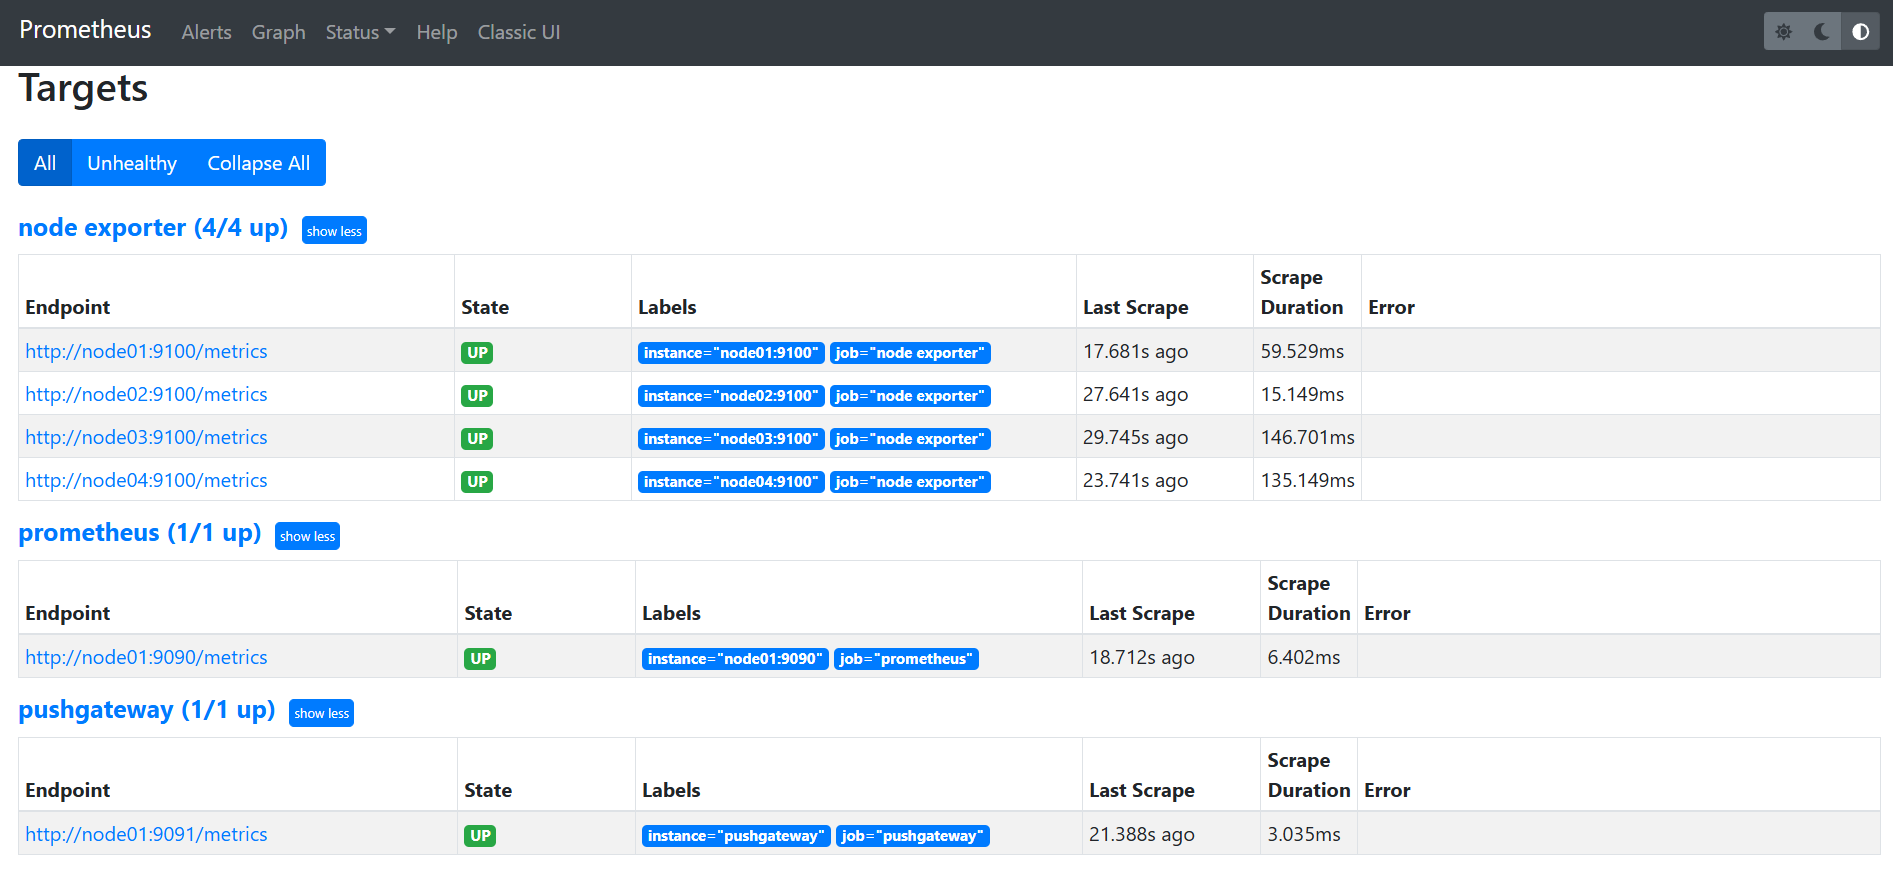 Prometheus Alerts Graph Status Help Classic UI
Targets
All Unhealthy Collapse All
node exporter (4/4 up) show less
Endpoint State Labels Last Scrape Scrape Duration Error
http://node01:9100/metrics UP instance="node01:9100" job="node exporter" 17.681s ago 59.529ms
http://node02:9100/metrics UP instance="node02:9100" job="node exporter" 27.641s ago 15.149ms
http://node03:9100/metrics UP instance="node03:9100" job="node exporter" 29.745s ago 146.701ms
http://node04:9100/metrics UP instance="node04:9100" job="node exporter" 23.741s ago 135.149ms
prometheus (1/1 up) show less
Endpoint State Labels Last Scrape Scrape Duration Error
http://node01:9090/metrics UP instance="node01:9090" job="prometheus" 18.712s ago 6.402ms
pushgateway (1/1 up) show less
Endpoint State Labels Last Scrape Scrape Duration Error
http://node01:9091/metrics UP instance="pushgateway" job="pushgateway" 21.388s ago 3.035ms